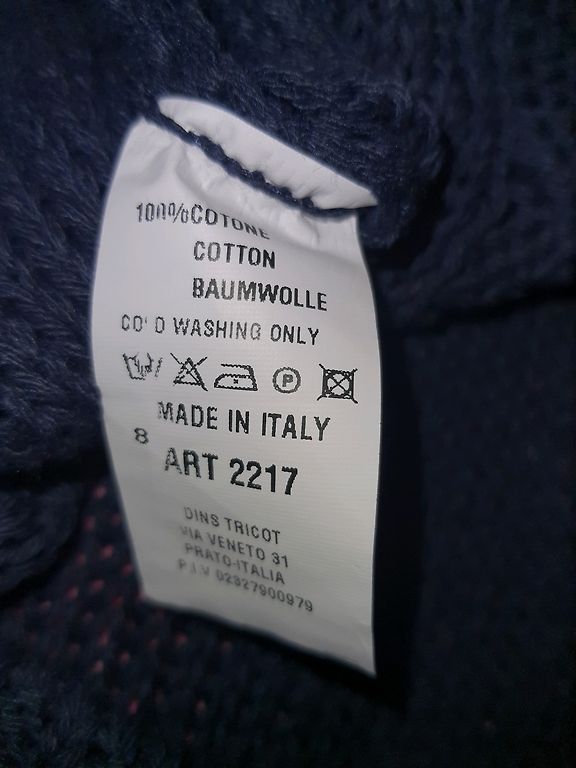 100% COTONE
COTTON
BAUMWOLLE
COLD WASHING ONLY
P
MADE IN ITALY
8
ART 2217
DINS TRICOT
VIA VENETO 31
PRATO-ITALIA
P.I.V 02327900979